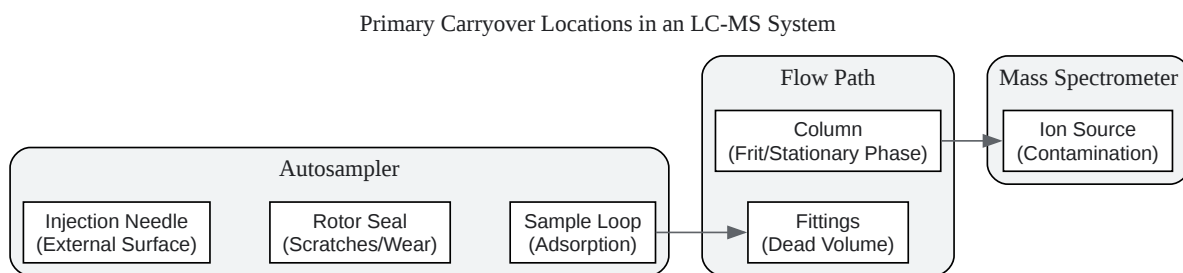 Primary Carryover Locations in an LC-MS System
Flow Path
Mass Spectrometer
Column
(Frit/Stationary Phase)
Ion Source
(Contamination)
Autosampler
Injection Needle
(External Surface)
Rotor Seal
(Scratches/Wear)
Sample Loop
(Adsorption)
Fittings
(Dead Volume)